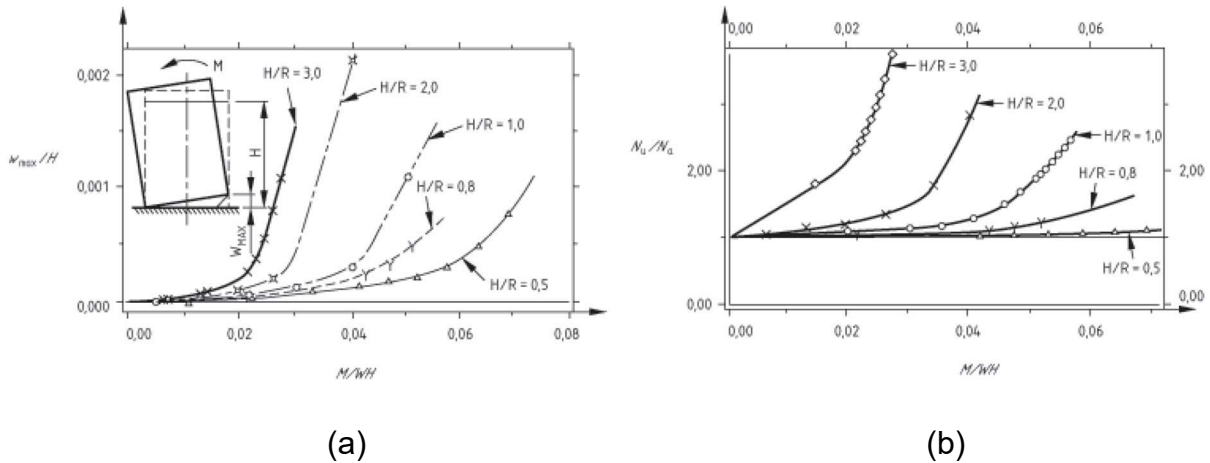 0,002
0,001
0,000
w_max/H
M
H
W_MAX
H/R = 3,0
H/R = 2,0
H/R = 1,0
H/R = 0,8
H/R = 0,5
0,00 0,02 0,04 0,06 0,08
M/WH
(a)
0,00 0,02 0,04 0,06
N_u/N_a
2,00
0,00
2,00
0,00
H/R = 3,0
H/R = 2,0
H/R = 1,0
H/R = 0,8
H/R = 0,5
0,00 0,02 0,04 0,06
M/WH
(b)